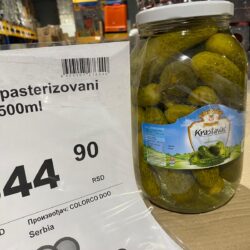 pasterizovani
500ml
44 90
RSD
Произвођач: COLORCO DOO
Serbia
Krastavac